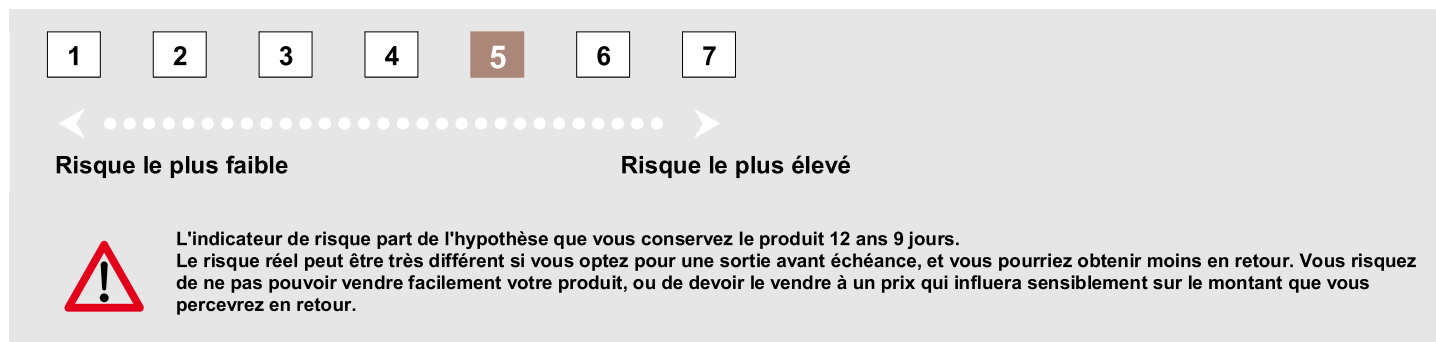 1 2 3 4 5 6 7
Risque le plus faible Risque le plus élevé
L'indicateur de risque part de l'hypothèse que vous conservez le produit 12 ans 9 jours.
Le risque réel peut être très différent si vous optez pour une sortie avant échéance, et vous pourriez obtenir moins en retour. Vous risquez
de ne pas pouvoir vendre facilement votre produit, ou de devoir le vendre à un prix qui influera sensiblement sur le montant que vous
percevrez en retour.